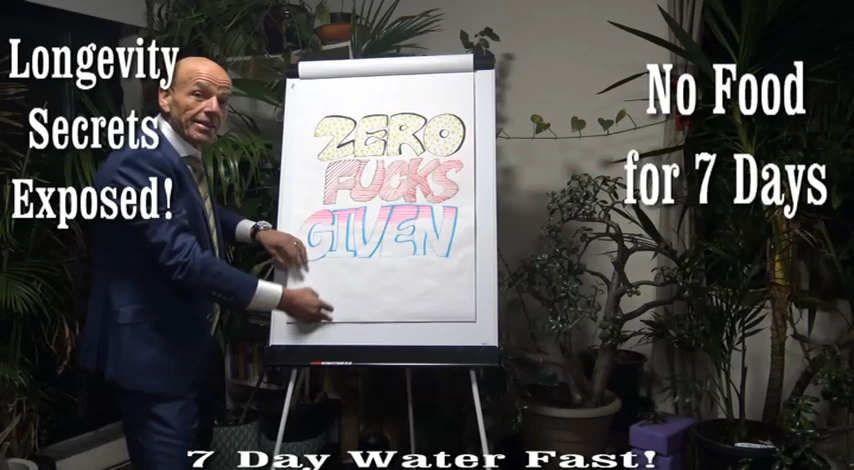 Longevity
Secrets
Exposed!
ZERO
FUCKS
GIVEN
No Food
for 7 Days
7 Day Water Fast!